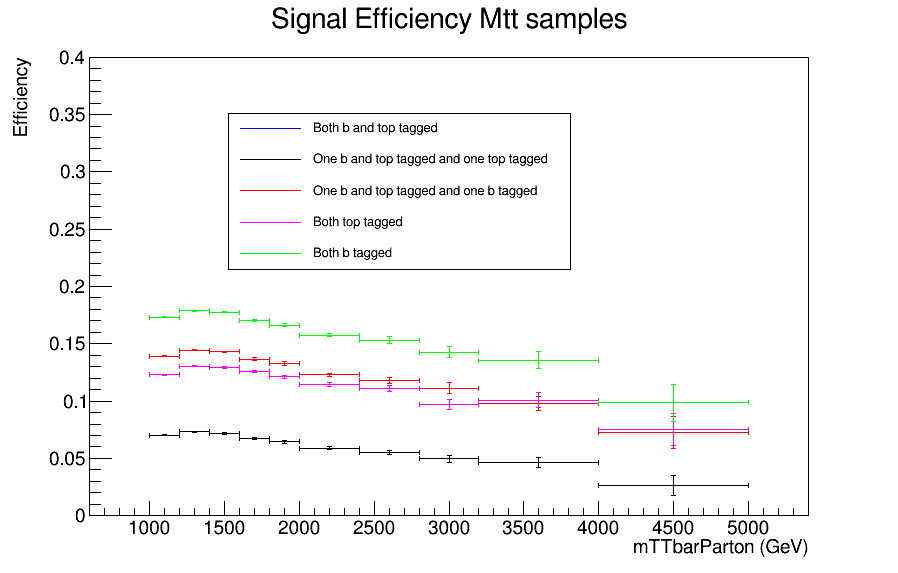 Signal Efficiency Mtt samples
Efficiency
0.4
0.35
0.3
0.25
0.2
0.15
0.1
0.05
0
Both b and top tagged
One b and top tagged and one top tagged
One b and top tagged and one b tagged
Both top tagged
Both b tagged
1000 1500 2000 2500 3000 3500 4000 4500 5000
mTTbarParton (GeV)